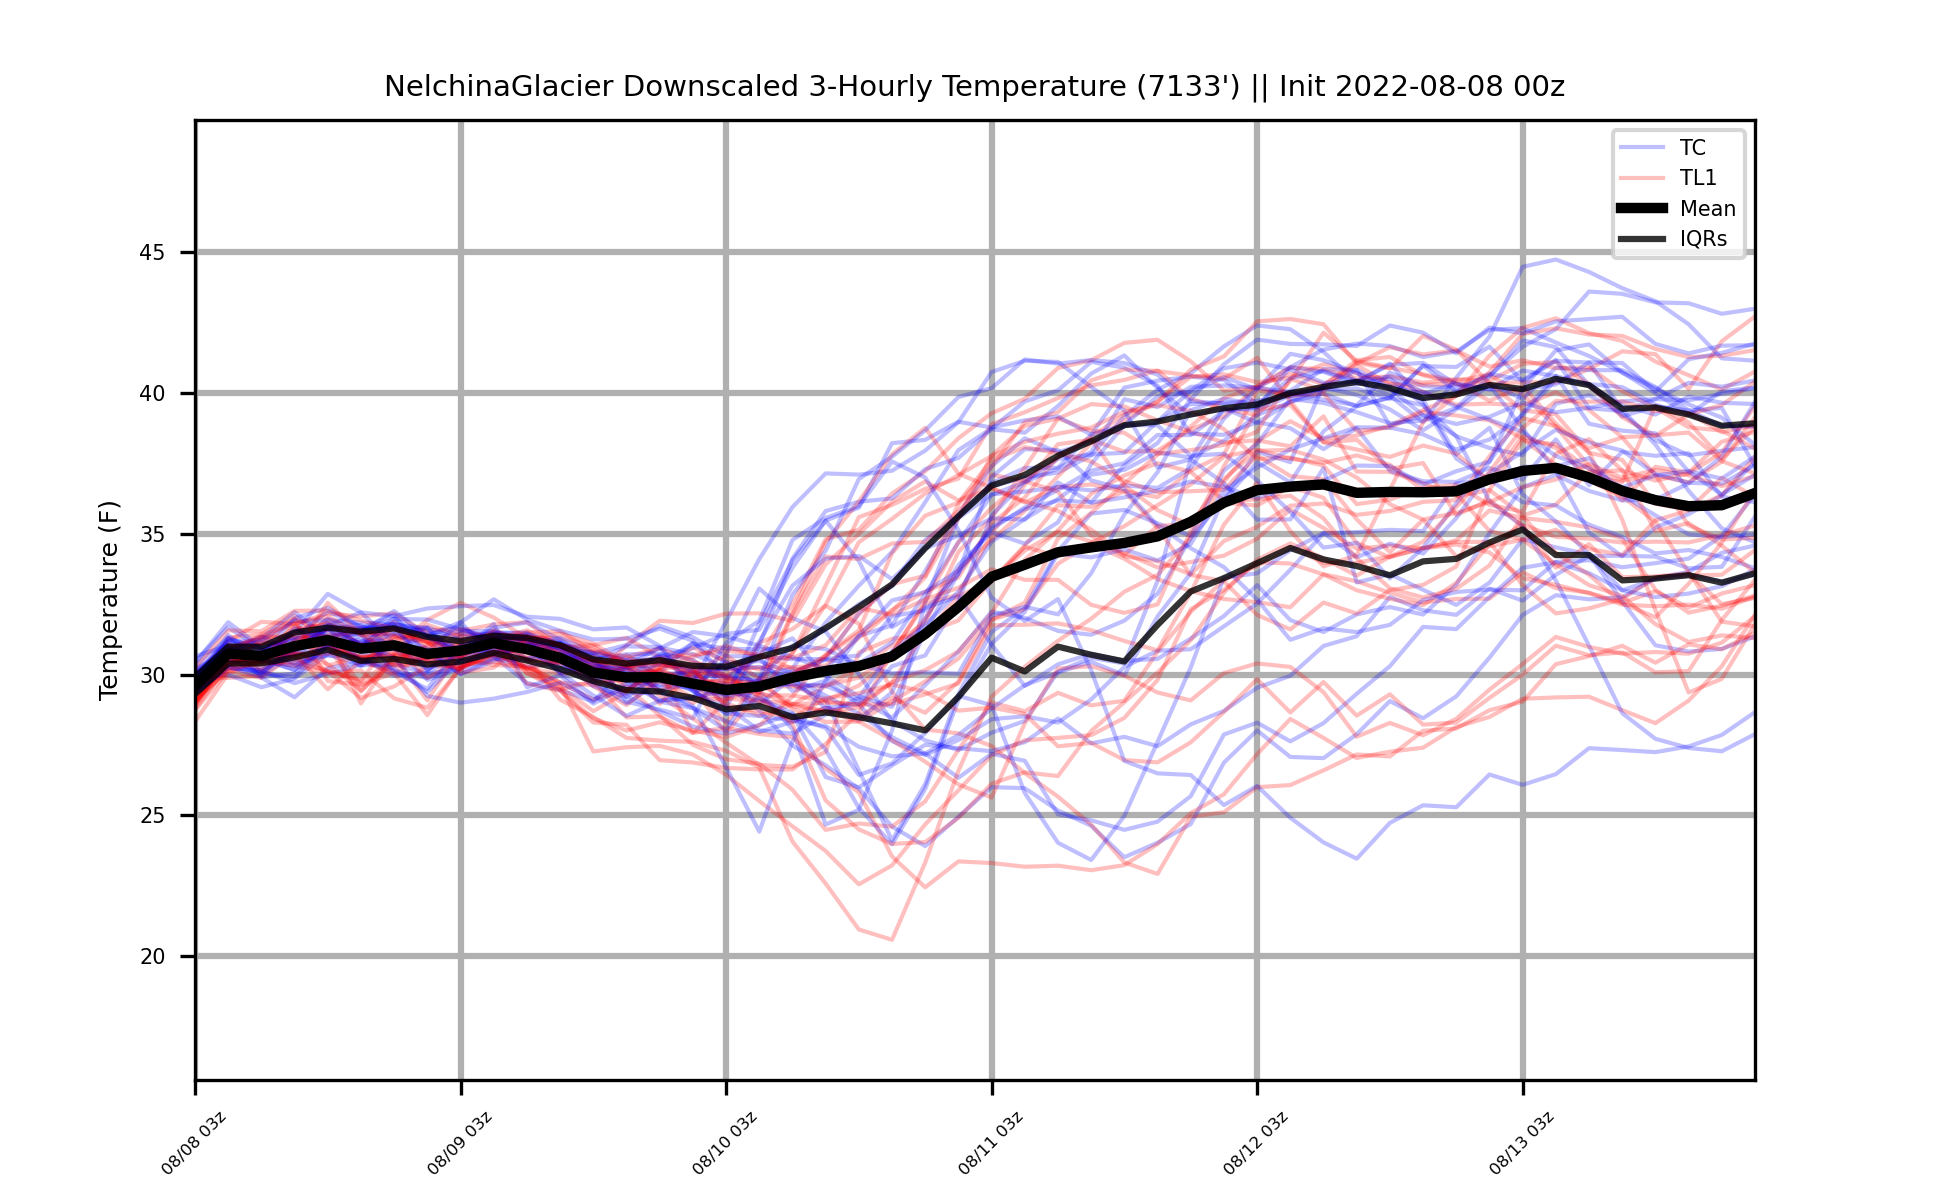 NelchinaGlacier Downscaled 3-Hourly Temperature (7133') || Init 2022-08-08 00z
TC
TL1
Mean
IQRs
Temperature (F)
45
40
35
30
25
20
08/08 03z
08/09 03z
08/10 03z
08/11 03z
08/12 03z
08/13 03z